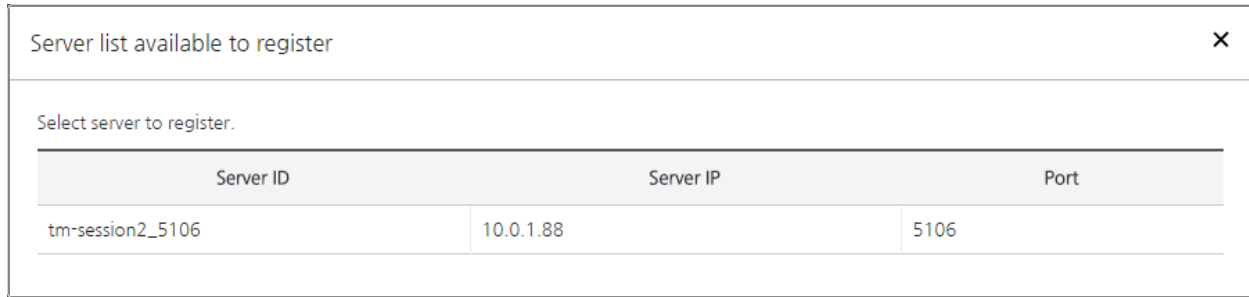 Server list available to register
Select server to register.
Server ID Server IP Port
tm-session2_5106 10.0.1.88 5106